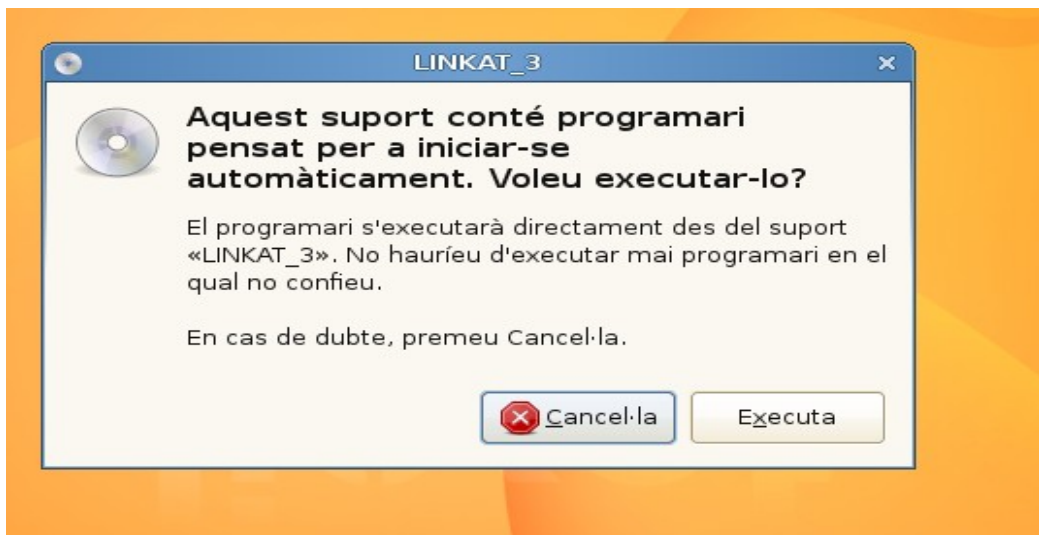 LINKAT_3
Aquest suport conté programari
pensat per a iniciar-se
automàticament. Voleu executar-lo?
El programari s'executarà directament des del suport
«LINKAT_3». No hauríeu d'executar mai programari en el
qual no confieu.
En cas de dubte, premeu Cancel·la.
Cancel·la
Executa